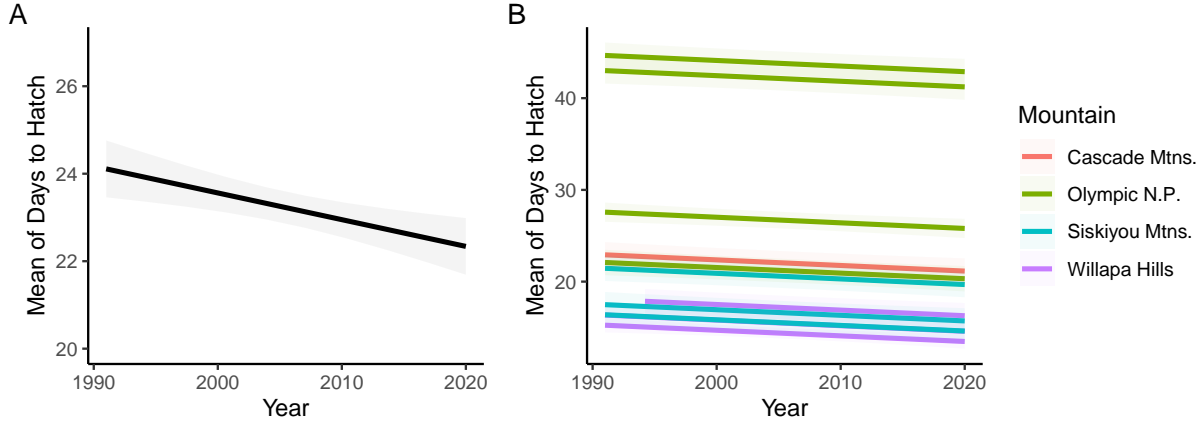 A
Mean of Days to Hatch
26
24
22
20
1990
2000
2010
2020
Year
B
Mean of Days to Hatch
40
30
20
1990
2000
2010
2020
Year
Mountain
Cascade Mtns.
Olympic N.P.
Siskiyou Mtns.
Willapa Hills